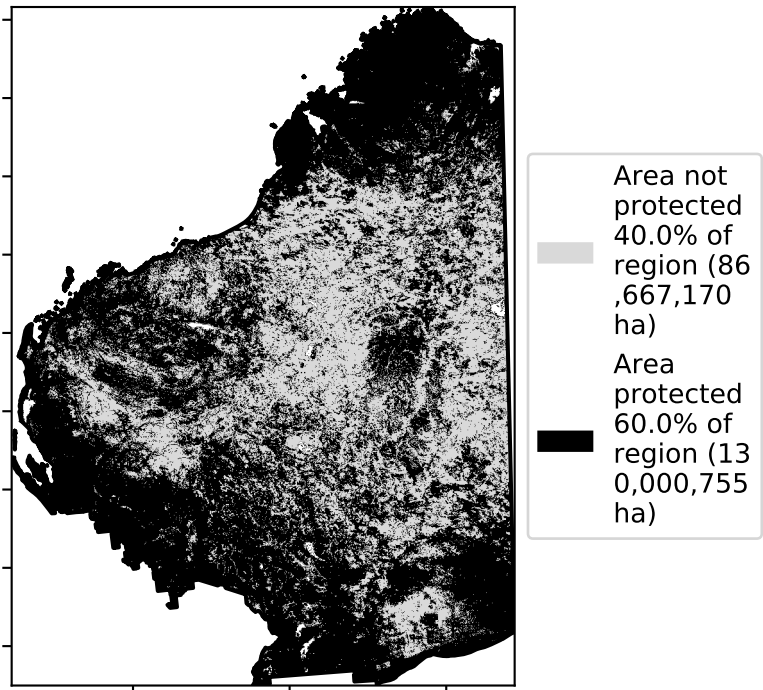 Area not
protected
40.0% of
region (86
,667,170
ha)
Area
protected
60.0% of
region (13
0,000,755
ha)